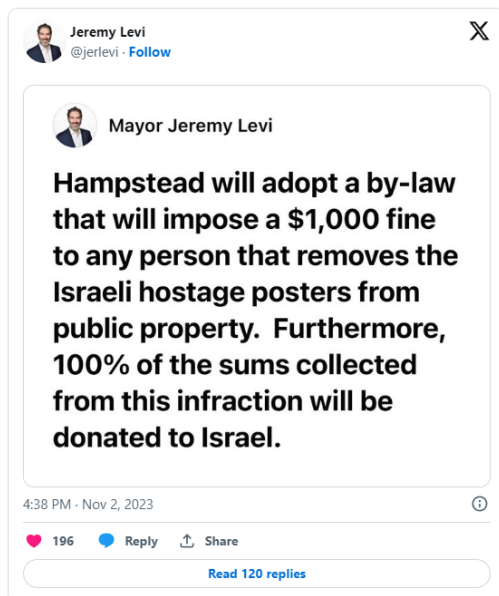 Jeremy Levi
@jerlevi · Follow
Mayor Jeremy Levi
Hampstead will adopt a by-law
that will impose a $1,000 fine
to any person that removes the
Israeli hostage posters from
public property.  Furthermore,
100% of the sums collected
from this infraction will be
donated to Israel.
4:38 PM · Nov 2, 2023
196 Reply Share
Read 120 replies